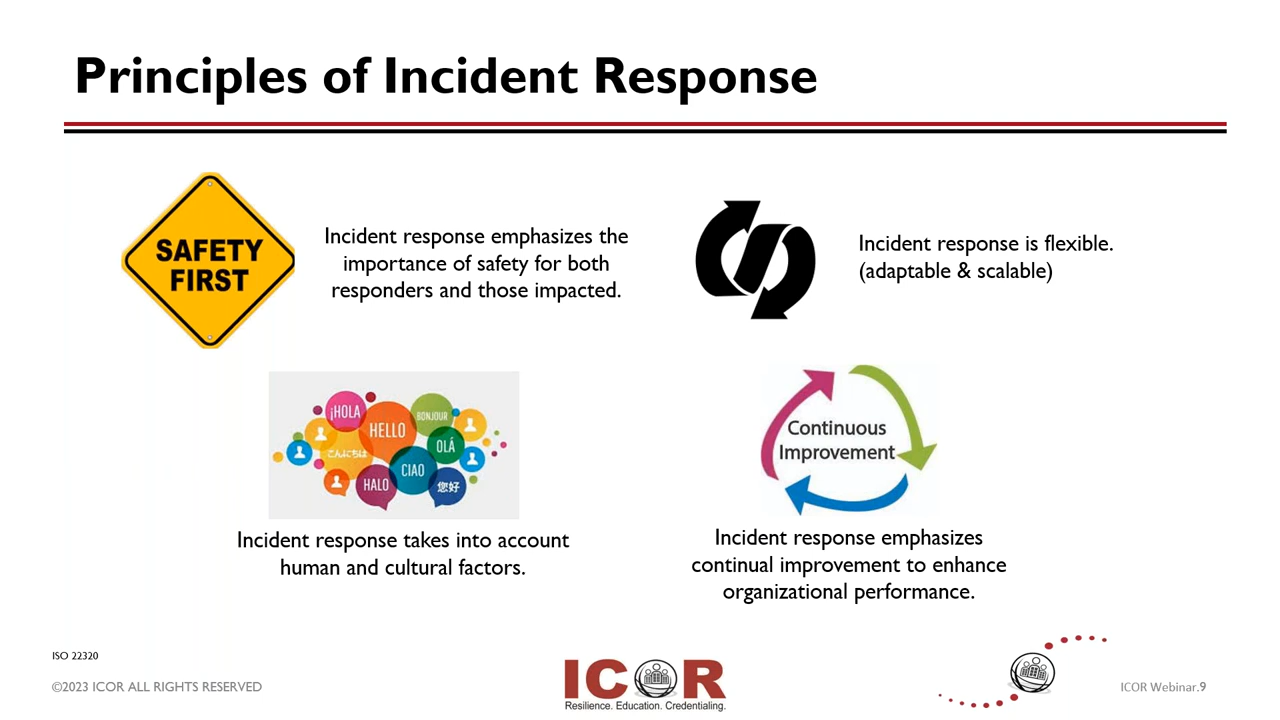 Principles of Incident Response
SAFETY
FIRST
Incident response emphasizes the
importance of safety for both
responders and those impacted.
Incident response is flexible.
(adaptable & scalable)
¡HOLA
HELLO
BONJOUR
こんにちは
OLÁ
CIAO
HALO
您好
Incident response takes into account
human and cultural factors.
Continuous
Improvement
Incident response emphasizes
continual improvement to enhance
organizational performance.
ISO 22320
©2023 ICOR ALL RIGHTS RESERVED
ICOR
Resilience. Education. Credentialing.
ICOR Webinar.9